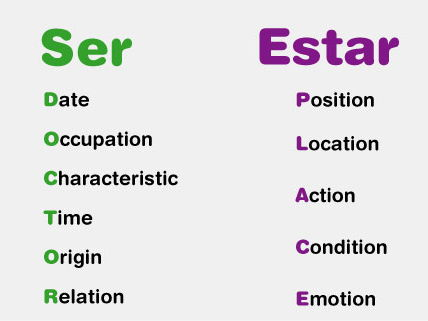 Ser
Date
Occupation
Characteristic
Time
Origin
Relation
Estar
Position
Location
Action
Condition
Emotion